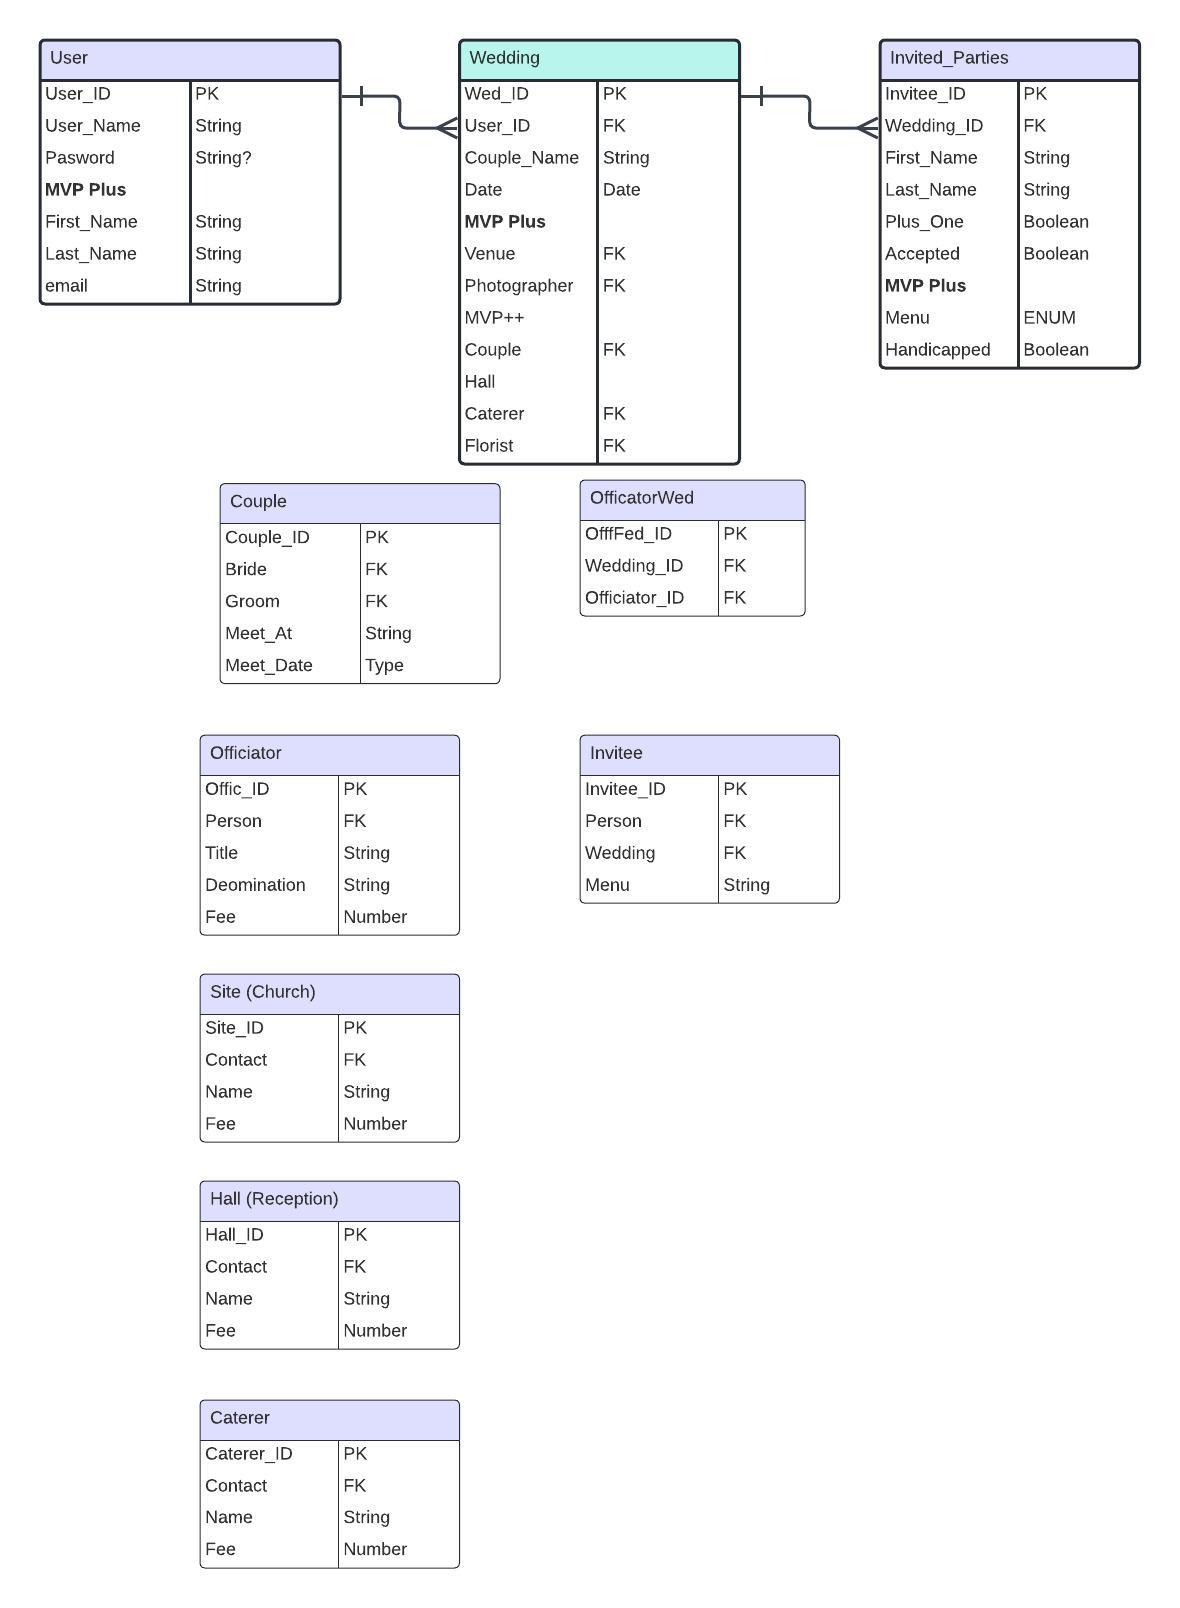 User
User_ID PK
User_Name String
Pasword String?
MVP Plus
First_Name String
Last_Name String
email String
Wedding
Wed_ID PK
User_ID FK
Couple_Name String
Date Date
MVP Plus
Venue FK
Photographer FK
MVP++
Couple FK
Hall
Caterer FK
Florist FK
Invited_Parties
Invitee_ID PK
Wedding_ID FK
First_Name String
Last_Name String
Plus_One Boolean
Accepted Boolean
MVP Plus
Menu ENUM
Handicapped Boolean
Couple
Couple_ID PK
Bride FK
Groom FK
Meet_At String
Meet_Date Type
OfficatorWed
OfffFed_ID PK
Wedding_ID FK
Officiator_ID FK
Officiator
Offic_ID PK
Person FK
Title String
Deomination String
Fee Number
Invitee
Invitee_ID PK
Person FK
Wedding FK
Menu String
Site (Church)
Site_ID PK
Contact FK
Name String
Fee Number
Hall (Reception)
Hall_ID PK
Contact FK
Name String
Fee Number
Caterer
Caterer_ID PK
Contact FK
Name String
Fee Number